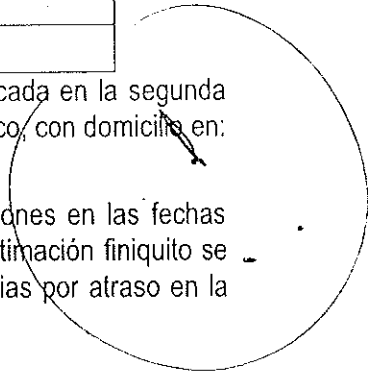 cada en la segunda
co, con domicilio en:
ones en las fechas
timación finiquito se
ias por atraso en la